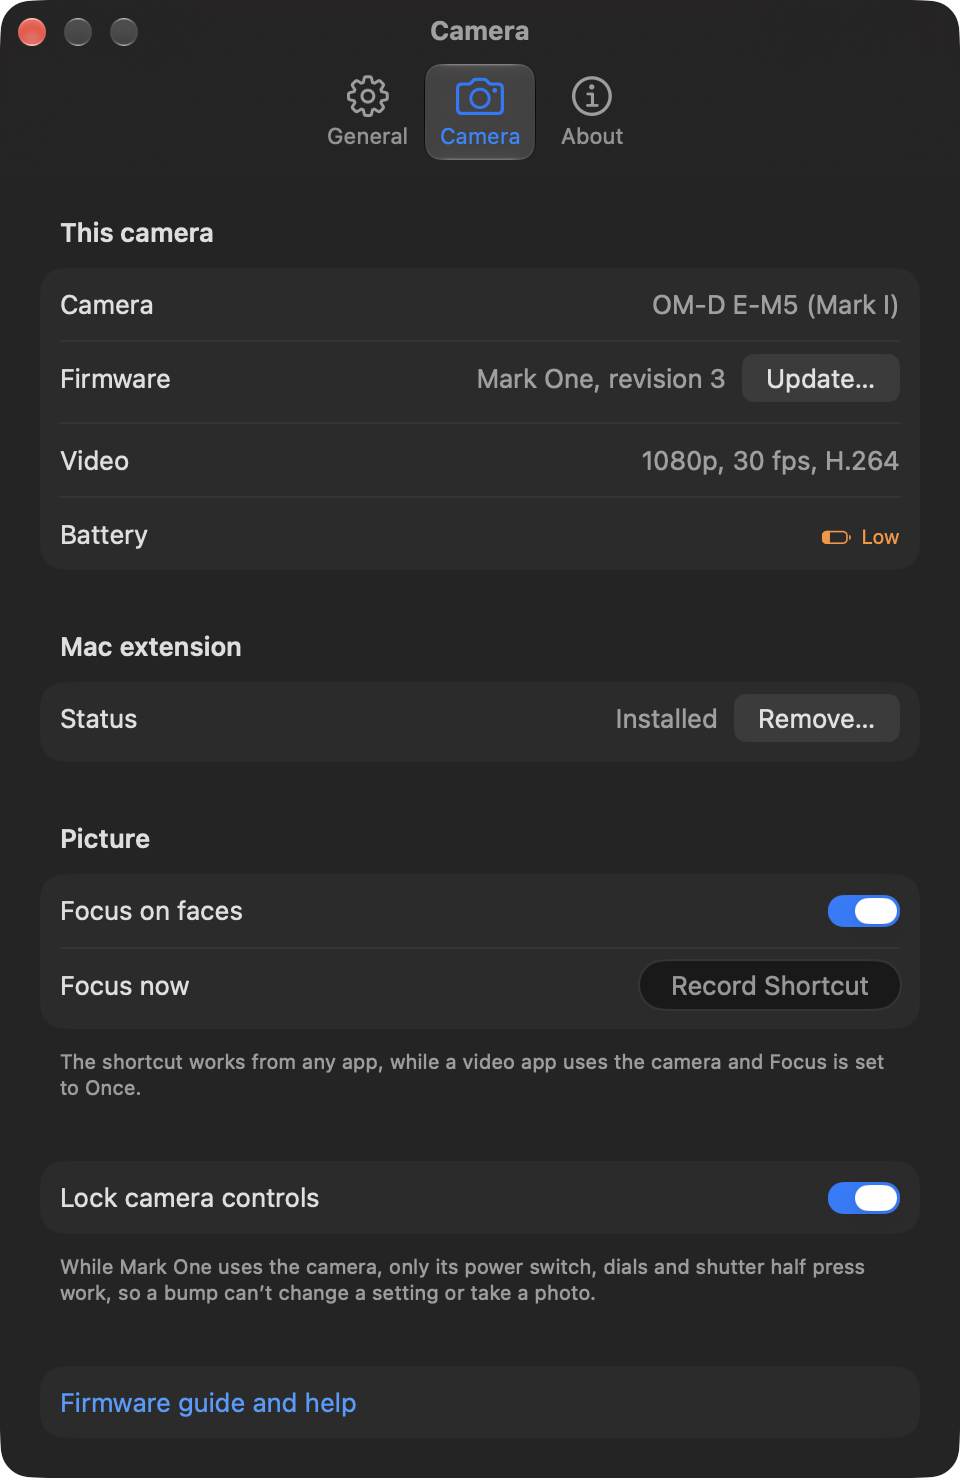 Camera
General
Camera
About
This camera
Camera
OM-D E-M5 (Mark I)
Firmware
Mark One, revision 3
Update...
Video
1080p, 30 fps, H.264
Battery
Low
Mac extension
Status
Installed
Remove...
Picture
Focus on faces
Focus now
Record Shortcut
The shortcut works from any app, while a video app uses the camera and Focus is set
to Once.
Lock camera controls
While Mark One uses the camera, only its power switch, dials and shutter half press
work, so a bump can’t change a setting or take a photo.
Firmware guide and help